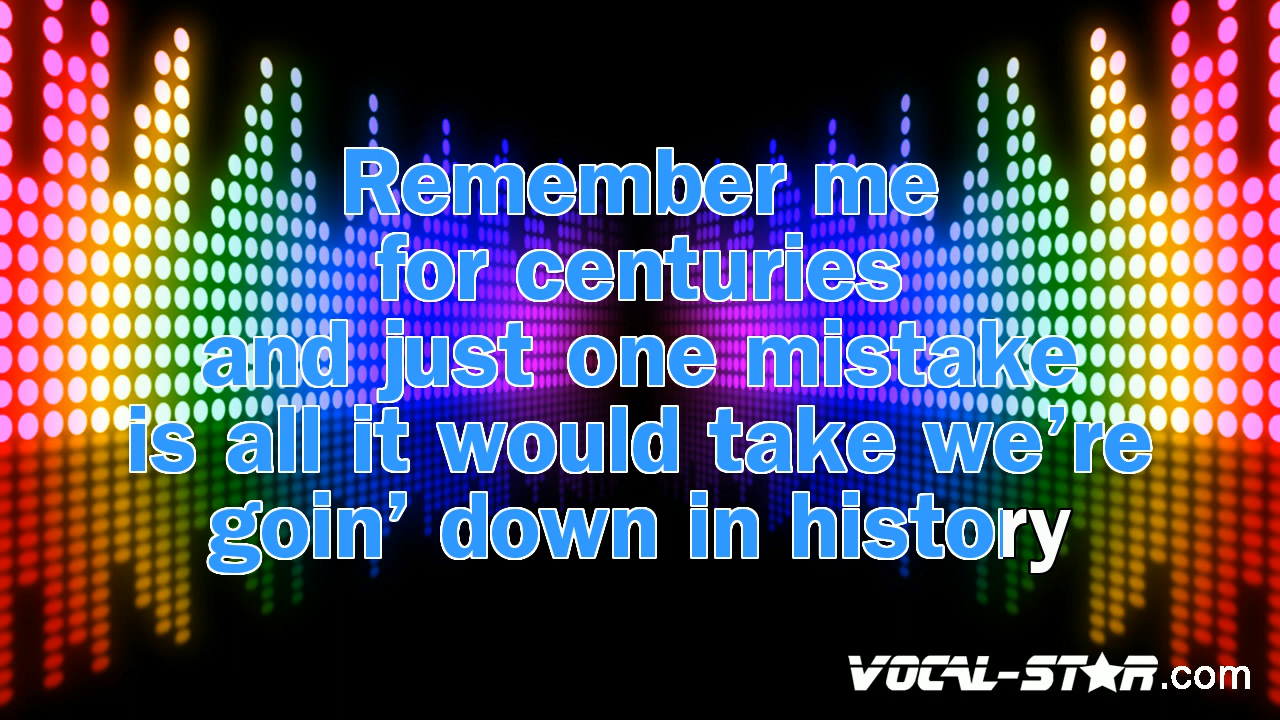 Remember me
for centuries
and just one mistake
is all it would take we’re
goin’ down in history
VOCAL-STAR.com